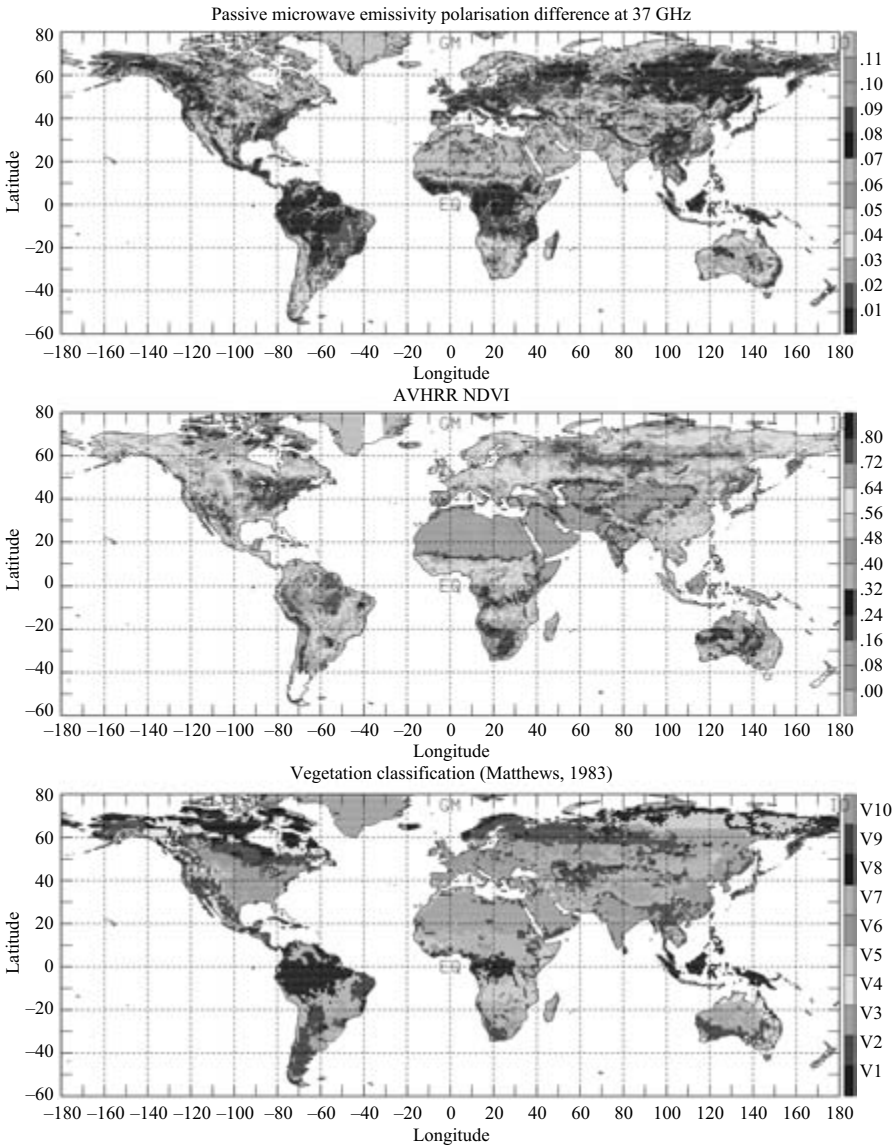 Passive microwave emissivity polarisation difference at 37 GHz
80
60
40
20
0
–20
–40
–60
Latitude
GM
EQ
.11
.10
.09
.08
.07
.06
.05
.04
.03
.02
.01
–180 –160 –140 –120 –100 –80 –60 –40 –20 0 20 40 60 80 100 120 140 160 180
Longitude
AVHRR NDVI
80
60
40
20
0
–20
–40
–60
Latitude
GM
EQ
.80
.72
.64
.56
.48
.40
.32
.24
.16
.08
.00
–180 –160 –140 –120 –100 –80 –60 –40 –20 0 20 40 60 80 100 120 140 160 180
Longitude
Vegetation classification (Matthews, 1983)
80
60
40
20
0
–20
–40
–60
Latitude
GM
EQ
V10
V9
V8
V7
V6
V5
V4
V3
V2
V1
–180 –160 –140 –120 –100 –80 –60 –40 –20 0 20 40 60 80 100 120 140 160 180
Longitude